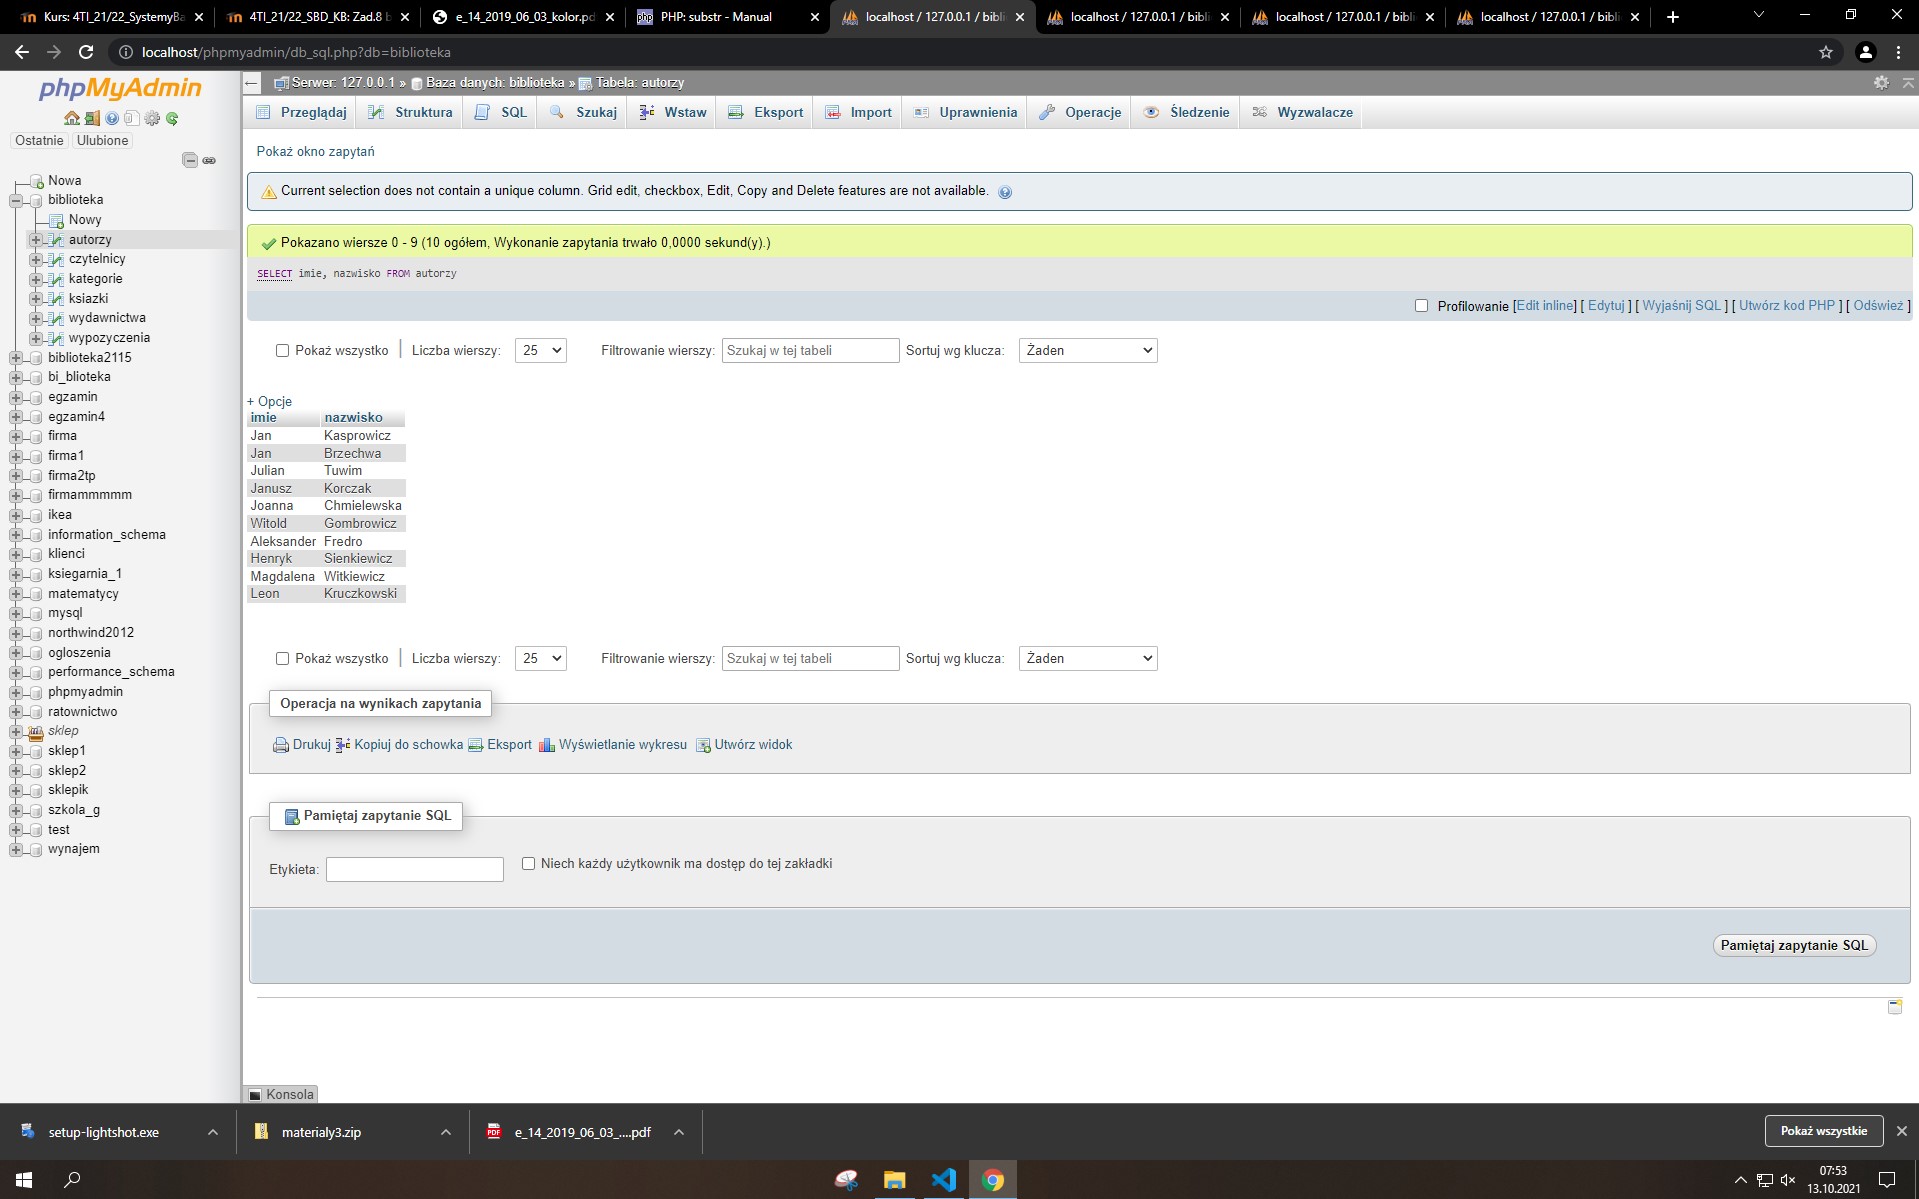 Kurs: 4TI_21/22_SystemyBa
4TI_21/22_SBD_KB: Zad.8 b
e_14_2019_06_03_kolor.pd
php PHP: substr - Manual
localhost / 127.0.0.1 / bibli
localhost / 127.0.0.1 / bibli
localhost / 127.0.0.1 / bibli
localhost / 127.0.0.1 / bibli
localhost/phpmyadmin/db_sql.php?db=biblioteka
phpMyAdmin
Ostatnie Ulubione
Nowa
biblioteka
Nowy
autorzy
czytelnicy
kategorie
ksiazki
wydawnictwa
wypozyczenia
biblioteka2115
bi_blioteka
egzamin
egzamin4
firma
firma1
firma2tp
firmammmmm
ikea
information_schema
klienci
ksiegarnia_1
matematycy
mysql
northwind2012
ogloszenia
performance_schema
phpmyadmin
ratownictwo
sklep
sklep1
sklep2
sklepik
szkola_g
test
wynajem
Serwer: 127.0.0.1 » Baza danych: biblioteka » Tabela: autorzy
Przeglądaj Struktura SQL Szukaj Wstaw Eksport Import Uprawnienia Operacje Śledzenie Wyzwalacze
Pokaż okno zapytań
Current selection does not contain a unique column. Grid edit, checkbox, Edit, Copy and Delete features are not available.
Pokazano wiersze 0 - 9 (10 ogółem, Wykonanie zapytania trwało 0,0000 sekund(y).)
SELECT imie, nazwisko FROM autorzy
Profilowanie [Edit inline] [ Edytuj ] [ Wyjaśnij SQL ] [ Utwórz kod PHP ] [ Odśwież ]
Pokaż wszystko | Liczba wierszy: 25 Filtrowanie wierszy: Szukaj w tej tabeli Sortuj wg klucza: Żaden
+ Opcje
imie nazwisko
Jan Kasprowicz
Jan Brzechwa
Julian Tuwim
Janusz Korczak
Joanna Chmielewska
Witold Gombrowicz
Aleksander Fredro
Henryk Sienkiewicz
Magdalena Witkiewicz
Leon Kruczkowski
Pokaż wszystko | Liczba wierszy: 25 Filtrowanie wierszy: Szukaj w tej tabeli Sortuj wg klucza: Żaden
Operacja na wynikach zapytania
Drukuj Kopiuj do schowka Eksport Wyświetlanie wykresu Utwórz widok
Pamiętaj zapytanie SQL
Etykieta: Niech każdy użytkownik ma dostęp do tej zakładki
Pamiętaj zapytanie SQL
Konsola
setup-lightshot.exe
materialy3.zip
PDF e_14_2019_06_03_....pdf
Pokaż wszystkie
07:53
13.10.2021